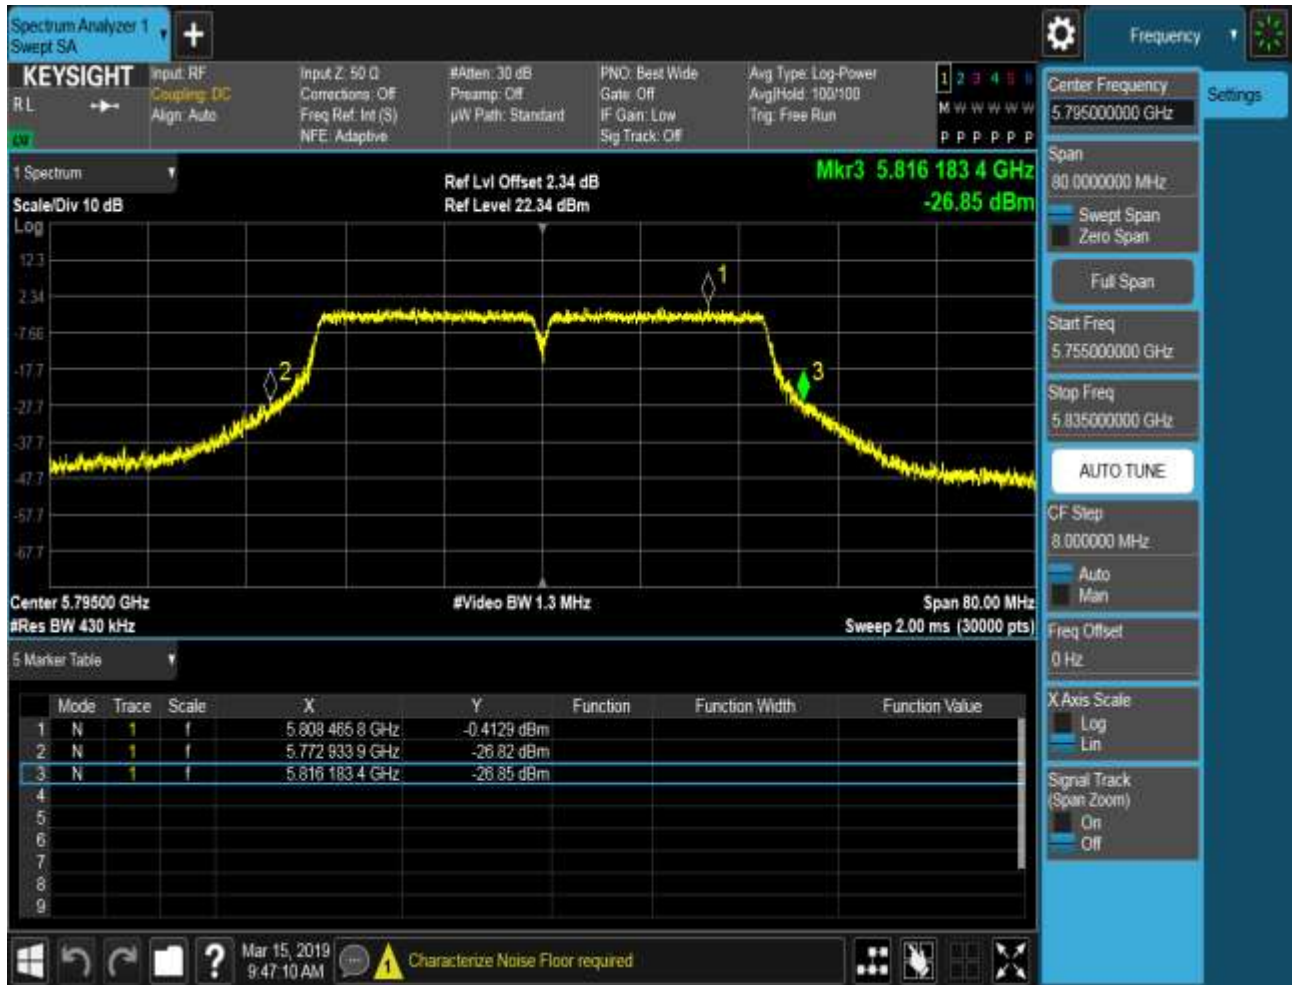 Spectrum Analyzer 1
Swept SA
+
Frequency
KEYSIGHT
Input: RF
Coupling: DC
Align: Auto
Input Z: 50 Ω
Corrections: Off
Freq Ref: Int (S)
NFE: Adaptive
#Atten: 30 dB
Preamp: Off
µW Path: Standard
PNO: Best Wide
Gate: Off
IF Gain: Low
Sig Track: Off
Avg Type: Log-Power
Avg|Hold: 100/100
Trig: Free Run
1 2 3 4 5 6
M W W W W W
P P P P P P
R L
1 Spectrum
Scale/Div 10 dB
Ref Lvl Offset 2.34 dB
Ref Level 22.34 dBm
Mkr3 5.816 183 4 GHz
-26.85 dBm
Log
12.3
2.34
-7.66
-17.7
-27.7
-37.7
-47.7
-57.7
-67.7
1
2
3
Center 5.79500 GHz
#Video BW 1.3 MHz
Span 80.00 MHz
#Res BW 430 kHz
Sweep 2.00 ms (30000 pts)
5 Marker Table
Mode Trace Scale X Y Function Function Width Function Value
1 N 1 f 5.808 465 8 GHz -0.4129 dBm
2 N 1 f 5.772 933 9 GHz -26.82 dBm
3 N 1 f 5.816 183 4 GHz -26.85 dBm
4
5
6
7
8
9
?
Mar 15, 2019
9:47:10 AM
1
Characterize Noise Floor required
Center Frequency
5.795000000 GHz
Settings
Span
80.0000000 MHz
Swept Span
Zero Span
Full Span
Start Freq
5.755000000 GHz
Stop Freq
5.835000000 GHz
AUTO TUNE
CF Step
8.000000 MHz
Auto
Man
Freq Offset
0 Hz
X Axis Scale
Log
Lin
Signal Track
(Span Zoom)
On
Off